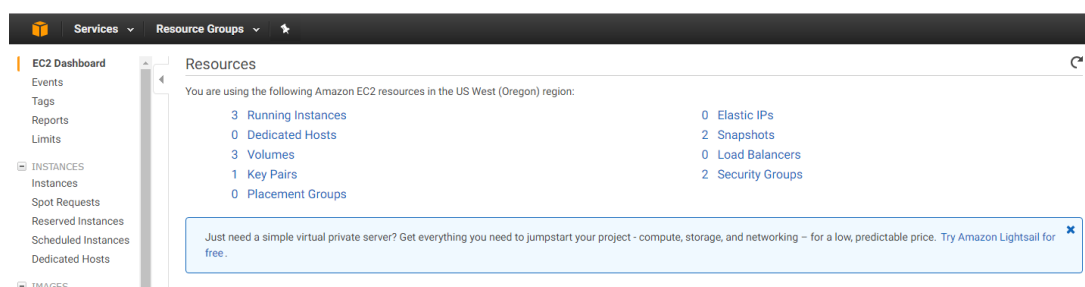 Services
Resource Groups
EC2 Dashboard
Events
Tags
Reports
Limits
INSTANCES
Instances
Spot Requests
Reserved Instances
Scheduled Instances
Dedicated Hosts
IMAGES
Resources
You are using the following Amazon EC2 resources in the US West (Oregon) region:
3 Running Instances
0 Dedicated Hosts
3 Volumes
1 Key Pairs
0 Placement Groups
0 Elastic IPs
2 Snapshots
0 Load Balancers
2 Security Groups
Just need a simple virtual private server? Get everything you need to jumpstart your project - compute, storage, and networking – for a low, predictable price. Try Amazon Lightsail for
free.